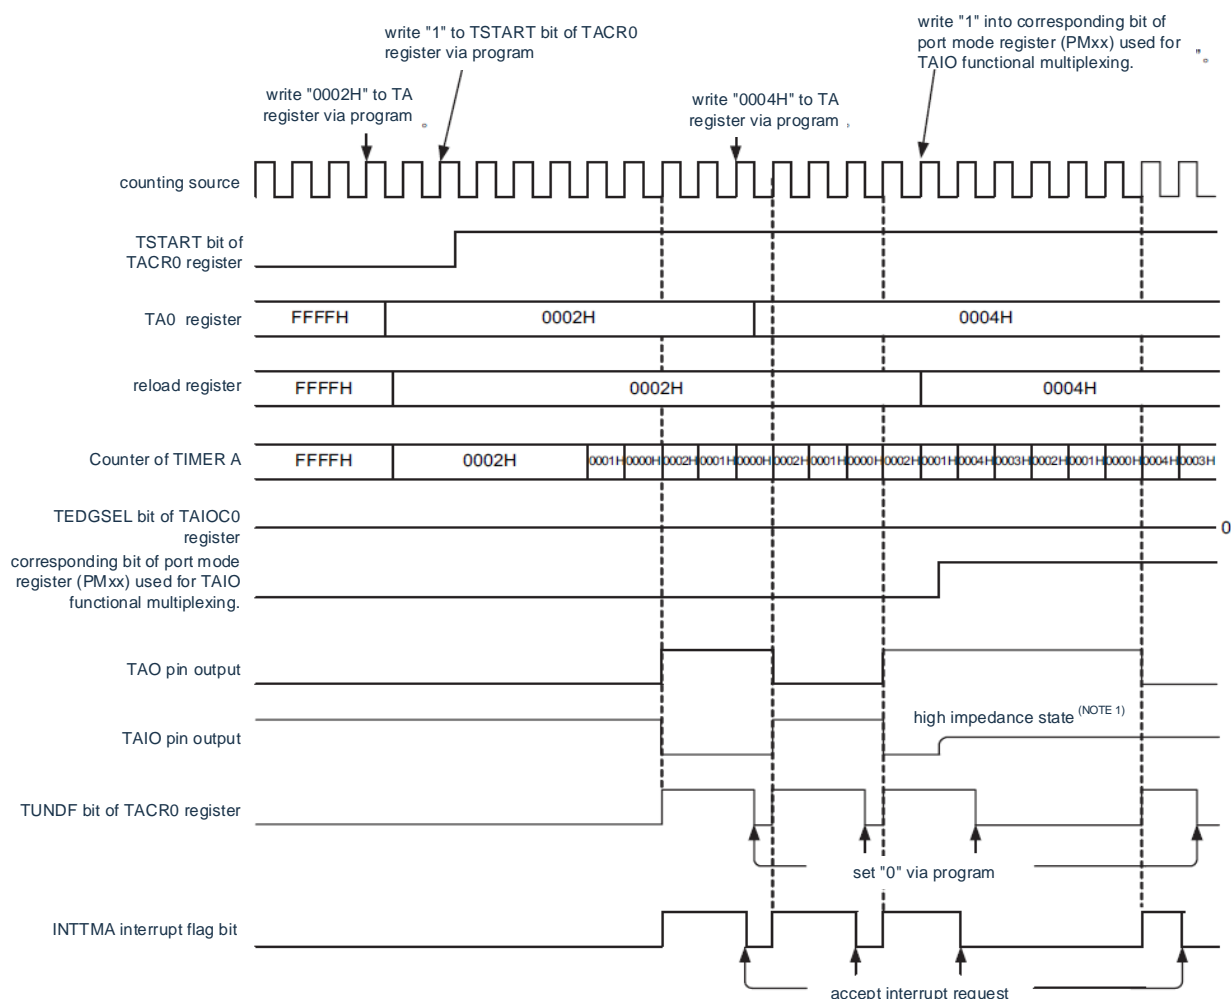 write "1" to TSTART bit of TACR0
register via program
write "1" into corresponding bit of
port mode register (PMxx) used for
TAIO functional multiplexing.
"。
write "0002H" to TA
register via program 。
write "0004H" to TA
register via program ,
counting source
TSTART bit of
TACR0 register
TA0 register
FFFFH 0002H 0004H
reload register
FFFFH 0002H 0004H
Counter of TIMER A
FFFFH 0002H 0001H 0000H 0002H 0001H 0000H 0002H 0001H 0000H 0002H 0001H 0004H 0003H 0002H 0001H 0000H 0004H 0003H
TEDGSEL bit of TAIOC0
register
0
corresponding bit of port mode
register (PMxx) used for TAIO
functional multiplexing.
TAO pin output
high impedance state (NOTE 1)
TAIO pin output
TUNDF bit of TACR0 register
set "0" via program
INTTMA interrupt flag bit
accept interrupt request